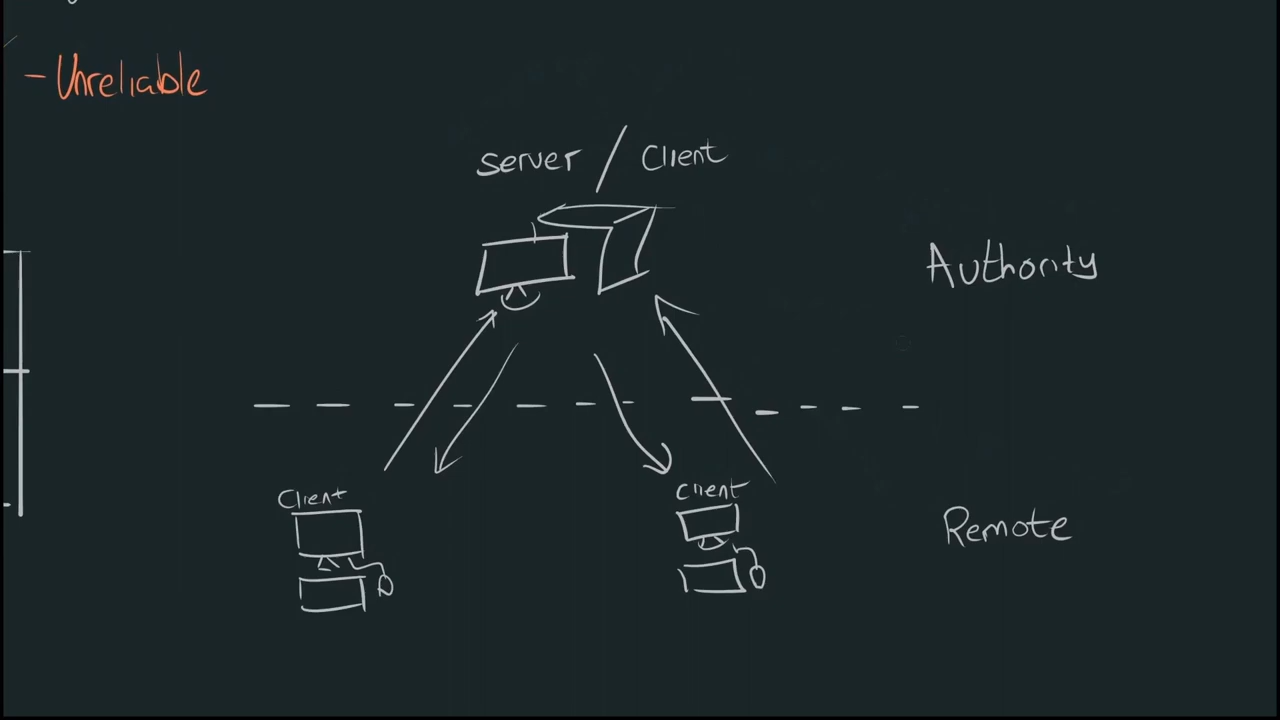 - Unreliable
Server / Client
Authority
Client
Client
Remote